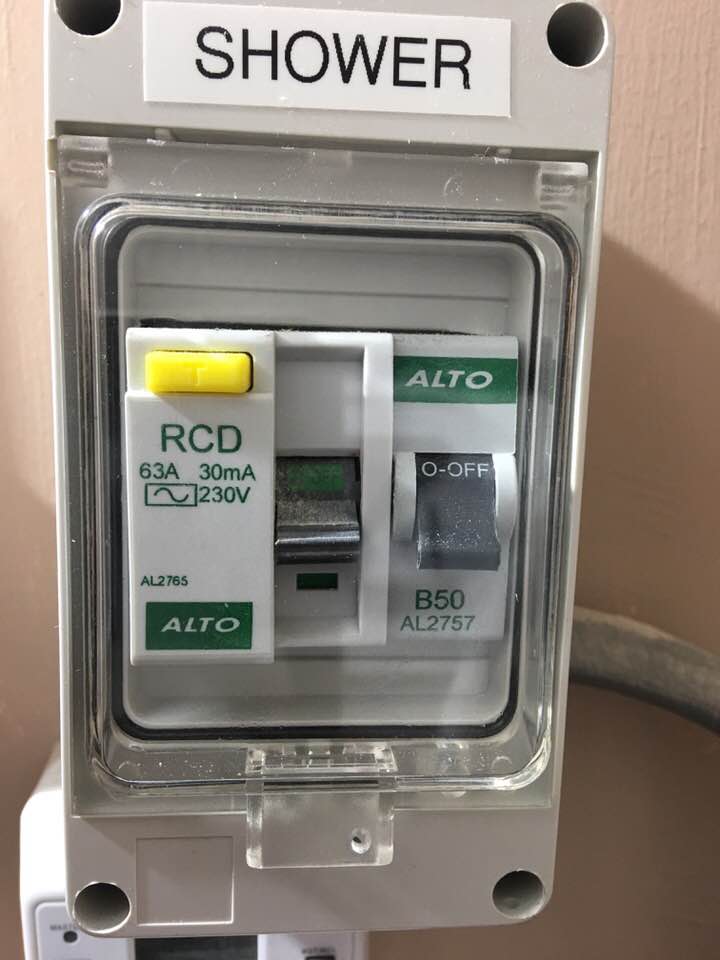 SHOWER
T
RCD
63A 30mA
230V
AL2765
ALTO
ALTO
O-OFF
B50
AL2757